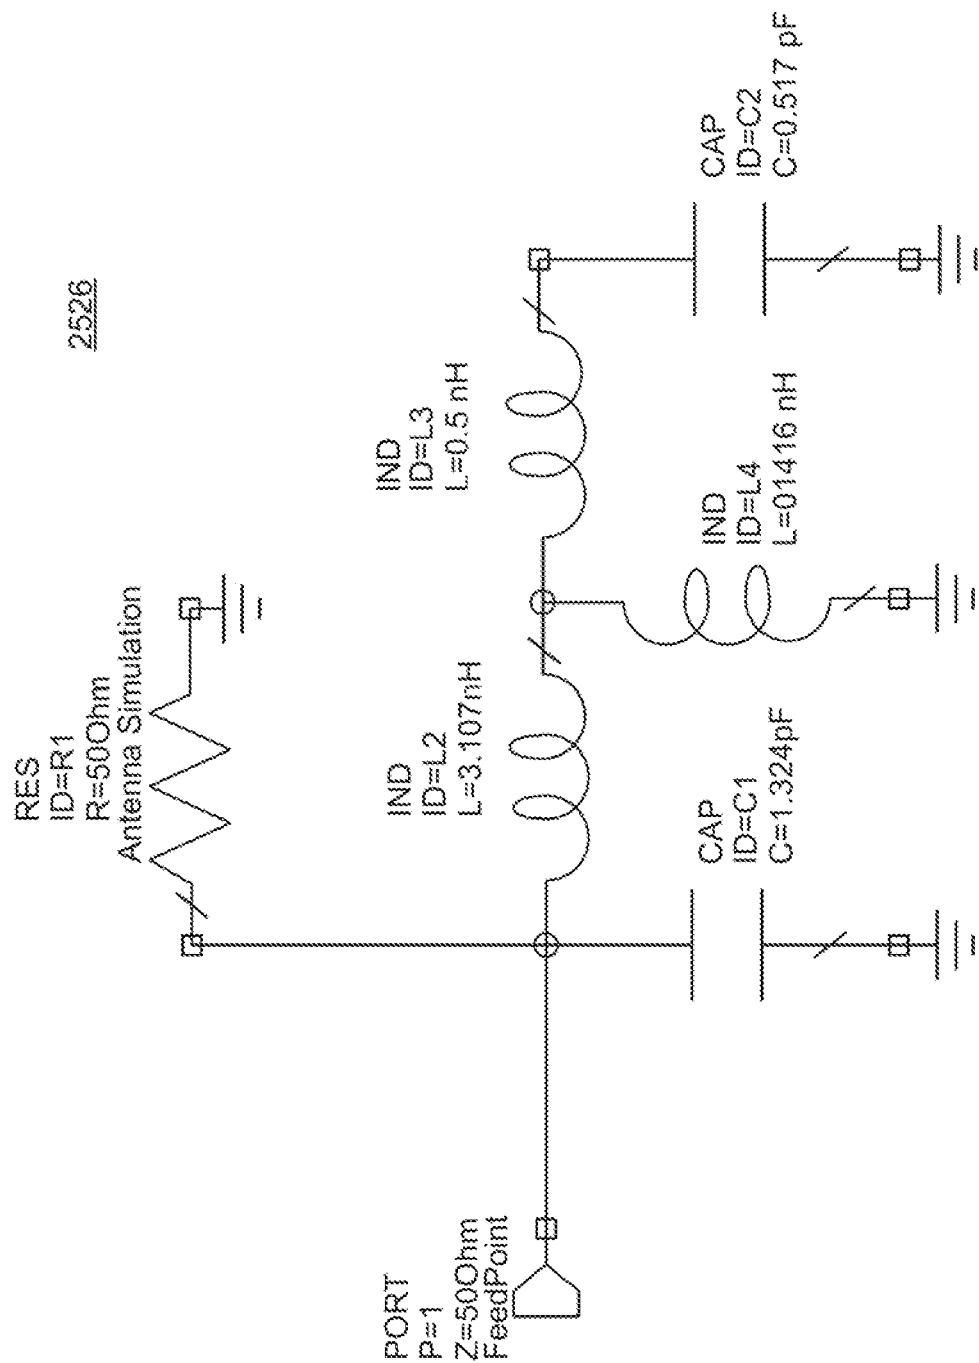 2526
RES
ID=R1
R=50Ohm
Antenna Simulation
PORT
P=1
Z=50Ohm
FeedPoint
IND
ID=L2
L=3.107nH
IND
ID=L3
L=0.5 nH
CAP
ID=C1
C=1.324pF
IND
ID=L4
L=01416 nH
CAP
ID=C2
C=0.517 pF